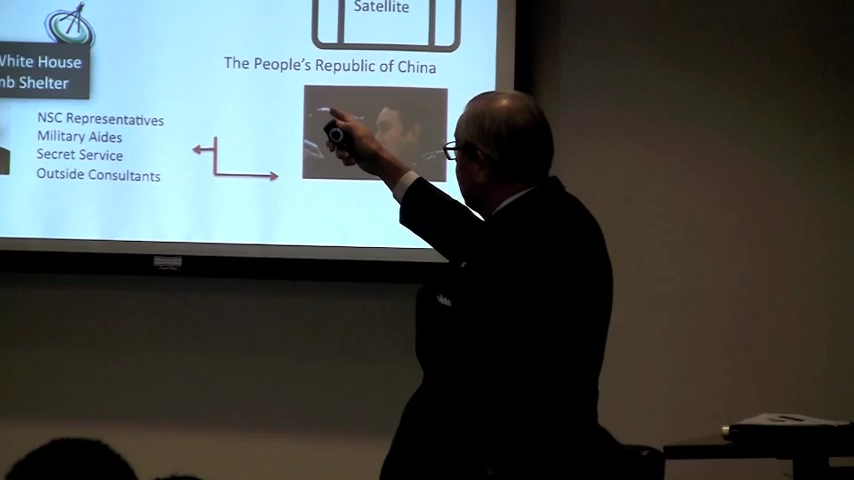 Satellite
White House
The People's Republic of China
mb Shelter
NSC Representatives
Military Aides
Secret Service
Outside Consultants